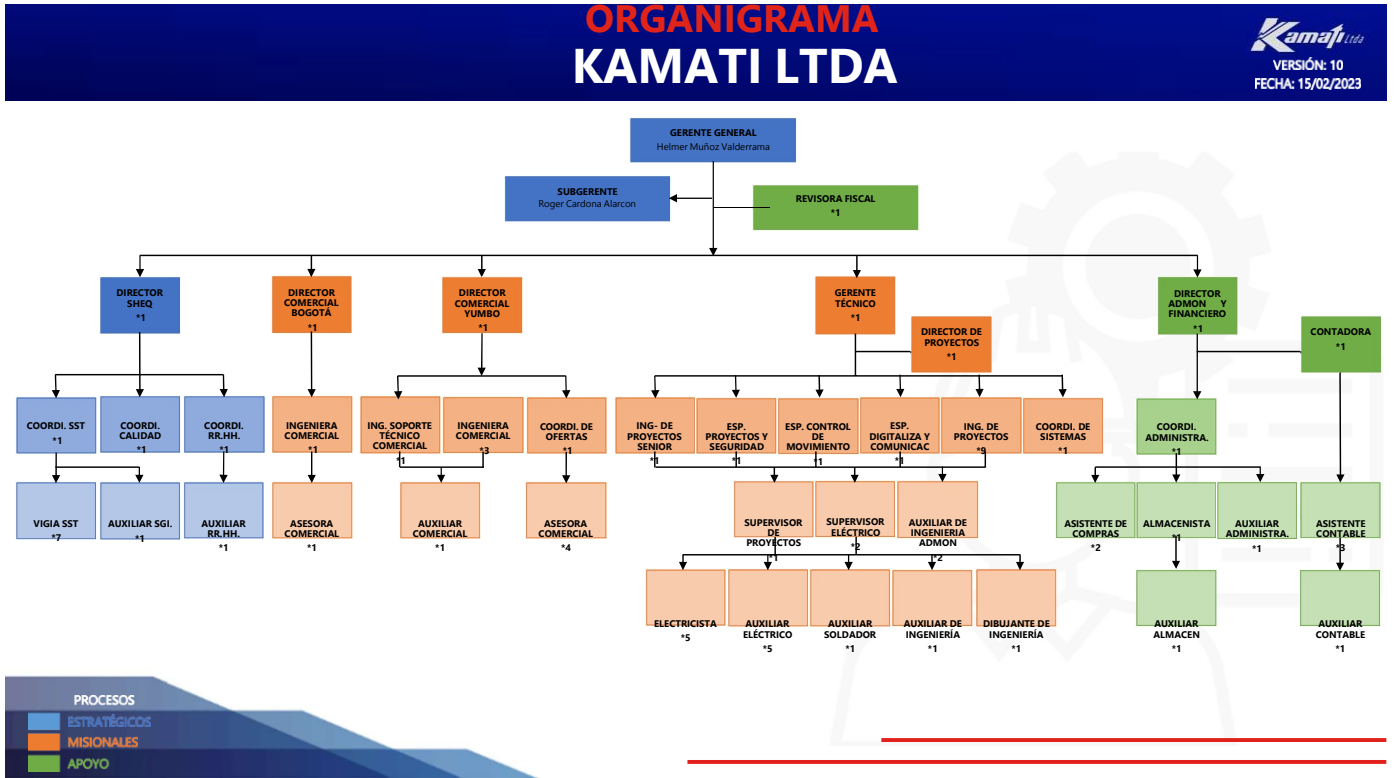 ORGANIGRAMA
KAMATI LTDA
Kamati Ltda
VERSIÓN: 10
FECHA: 15/02/2023
GERENTE GENERAL
Helmer Muñoz Valderrama
SUBGERENTE
Roger Cardona Alarcon
REVISORA FISCAL
*1
DIRECTOR
SHEQ
*1
DIRECTOR
COMERCIAL
BOGOTÁ
*1
DIRECTOR
COMERCIAL
YUMBO
*1
GERENTE
TÉCNICO
*1
DIRECTOR DE
PROYECTOS
*1
DIRECTOR
ADMON Y
FINANCIERO
*1
CONTADORA
*1
COORDI. SST
*1
COORDI.
CALIDAD
*1
COORDI.
RR.HH.
*1
INGENIERA
COMERCIAL
*1
ING. SOPORTE
TÉCNICO
COMERCIAL
*1
INGENIERA
COMERCIAL
*3
COORDI. DE
OFERTAS
*1
ING- DE
PROYECTOS
SENIOR
*1
ESP.
PROYECTOS Y
SEGURIDAD
*1
ESP. CONTROL
DE
MOVIMIENTO
*1
ESP.
DIGITALIZA Y
COMUNICAC
*1
ING. DE
PROYECTOS
*9
COORDI. DE
SISTEMAS
*1
COORDI.
ADMINISTRA.
*1
VIGIA SST
*7
AUXILIAR SGI.
*1
AUXILIAR
RR.HH.
*1
ASESORA
COMERCIAL
*1
AUXILIAR
COMERCIAL
*1
ASESORA
COMERCIAL
*4
SUPERVISOR
DE
PROYECTOS
*1
SUPERVISOR
ELÉCTRICO
*2
AUXILIAR DE
INGENIERIA
ADMON
*2
ASISTENTE DE
COMPRAS
*2
ALMACENISTA
*1
AUXILIAR
ADMINISTRA.
*1
ASISTENTE
CONTABLE
*3
ELECTRICISTA
*5
AUXILIAR
ELÉCTRICO
*5
AUXILIAR
SOLDADOR
*1
AUXILIAR DE
INGENIERÍA
*1
DIBUJANTE DE
INGENIERÍA
*1
AUXILIAR
ALMACEN
*1
AUXILIAR
CONTABLE
*1
PROCESOS
ESTRATÉGICOS
MISIONALES
APOYO